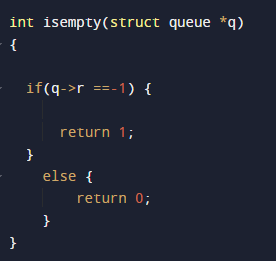 int isempty(struct queue *q)
{
if(q->r ==-1) {
return 1;
}
else {
return 0;
}
}